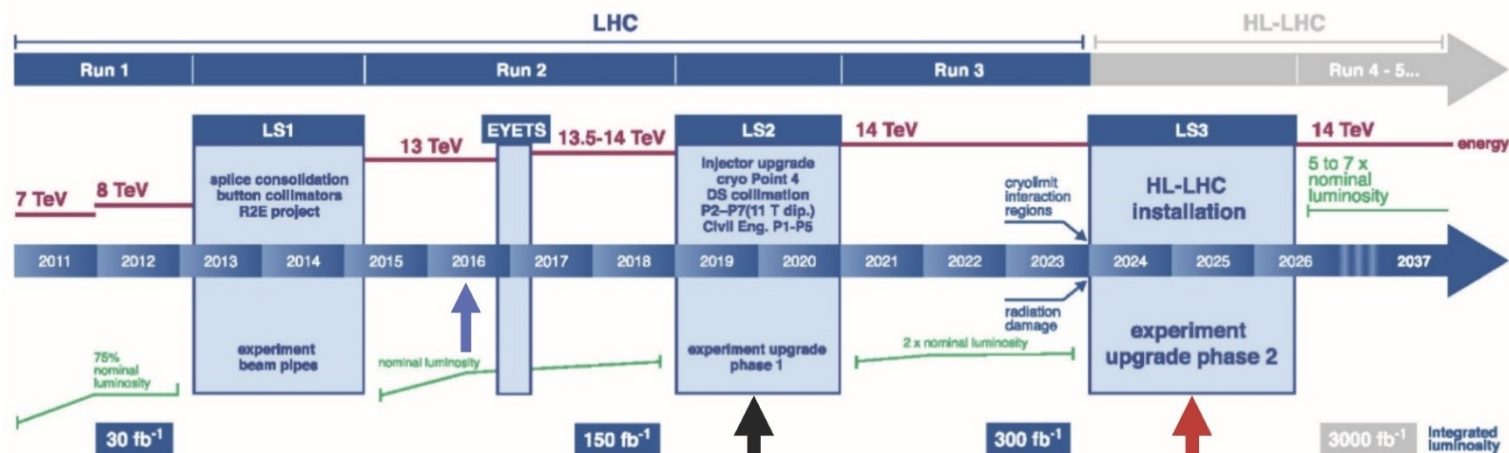 LHC
HL-LHC
Run 1
Run 2
Run 3
Run 4 - 5...
LS1
EYETS
LS2
LS3
splice consolidation
button collimators
R2E project
Injector upgrade
cryo Point 4
DS collimation
P2–P7(11 T dip.)
Civil Eng. P1-P5
HL-LHC
installation
7 TeV
8 TeV
13 TeV
13.5-14 TeV
14 TeV
14 TeV
energy
cryolimit
interaction
regions
5 to 7 x
nominal
luminosity
2011
2012
2013
2014
2015
2016
2017
2018
2019
2020
2021
2022
2023
2024
2025
2026
2037
radiation
damage
75%
nominal
luminosity
experiment
beam pipes
nominal luminosity
experiment upgrade
phase 1
2 x nominal luminosity
experiment
upgrade phase 2
30 fb⁻¹
150 fb⁻¹
300 fb⁻¹
3000 fb⁻¹
Integrated
luminosity